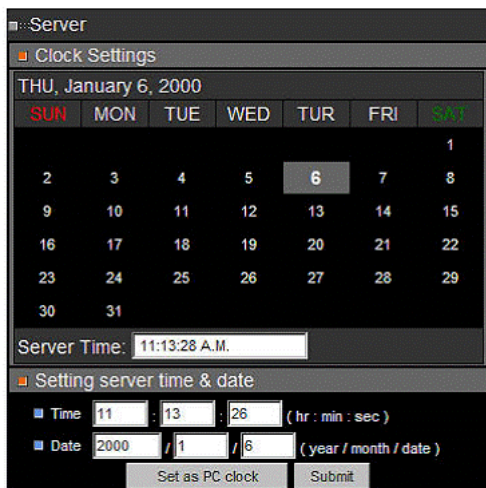 Server
Clock Settings
THU, January 6, 2000
SUN MON TUE WED TUR FRI SAT
1
2 3 4 5 6 7 8
9 10 11 12 13 14 15
16 17 18 19 20 21 22
23 24 25 26 27 28 29
30 31
Server Time: 11:13:28 A.M.
Setting server time & date
Time 11 : 13 : 26 ( hr : min : sec )
Date 2000 / 1 / 6 ( year / month / date )
Set as PC clock Submit